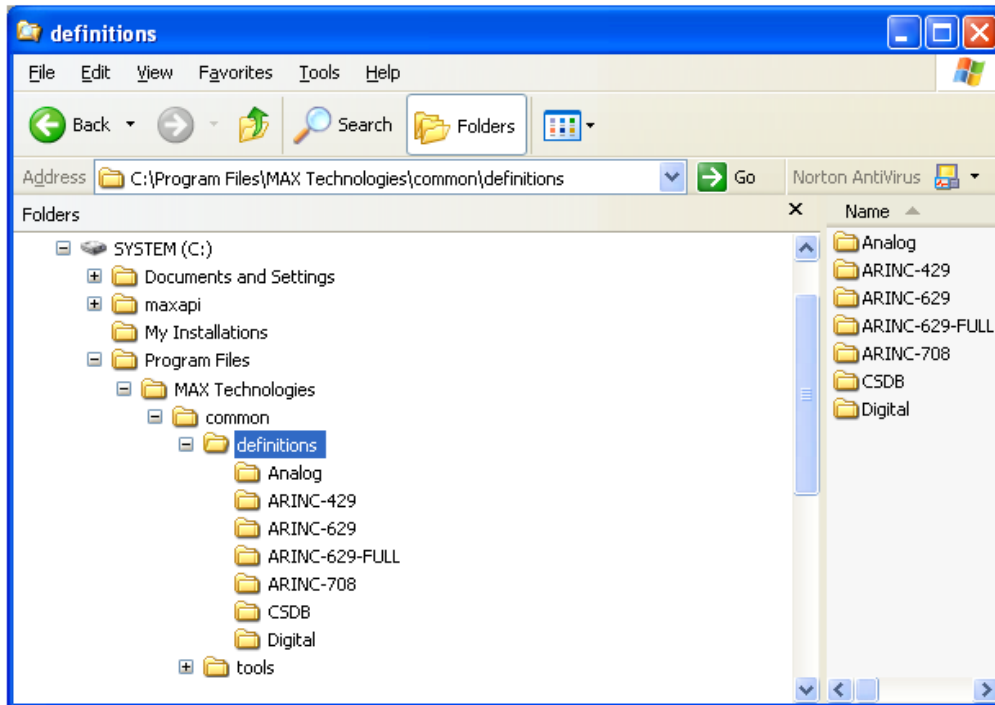 definitions
File Edit View Favorites Tools Help
Back Search Folders
Address C:\Program Files\MAX Technologies\common\definitions Go Norton AntiVirus
Folders
SYSTEM (C:)
Documents and Settings
maxapi
My Installations
Program Files
MAX Technologies
common
definitions
Analog
ARINC-429
ARINC-629
ARINC-629-FULL
ARINC-708
CSDB
Digital
tools
Name
Analog
ARINC-429
ARINC-629
ARINC-629-FULL
ARINC-708
CSDB
Digital